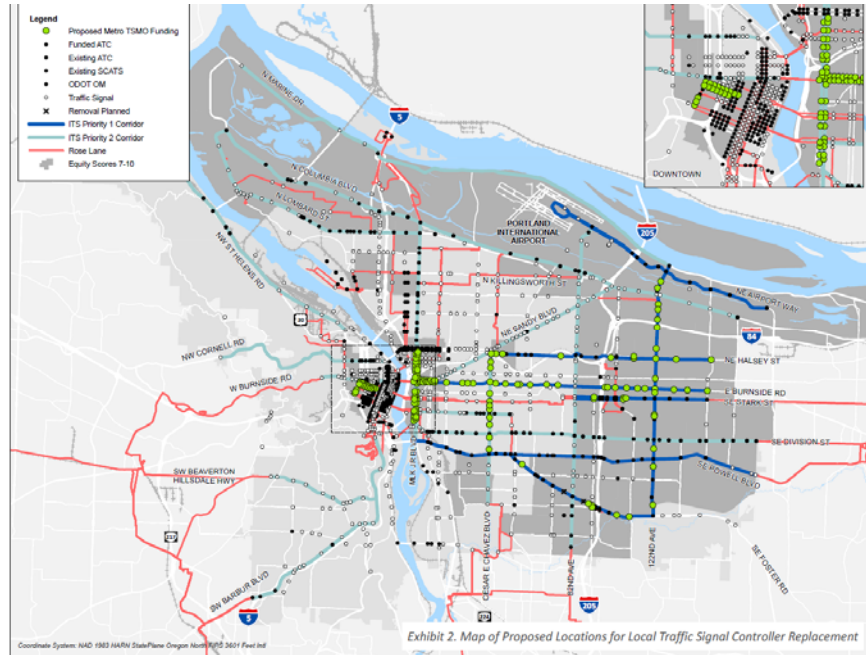 Legend
Proposed Metro TSMO Funding
Funded ATC
Existing ATC
Existing SCATS
ODOT OM
Traffic Signal
Removal Planned
ITS Priority 1 Corridor
ITS Priority 2 Corridor
Rose Lane
Equity Scores 7-10
DOWNTOWN
N MARINE DR
5
N COLUMBIA BLVD
N LOMBARD ST
PORTLAND
INTERNATIONAL
AIRPORT
205
NW ST HELENS RD
N KILLINGSWORTH ST
NE AIRPORT WAY
30
NE SANDY BLVD
84
NW CORNELL RD
NE HALSEY ST
W BURNSIDE RD
E BURNSIDE RD
SE STARK ST
MLK JR BLVD
SE DIVISION ST
SW BEAVERTON
HILLSDALE HWY
SE POWELL BLVD
217
CESAR E CHAVEZ BLVD
82ND AVE
122ND AVE
SE FOSTER RD
SW BARBUR BLVD
5
205
Exhibit 2. Map of Proposed Locations for Local Traffic Signal Controller Replacement
Coordinate System: NAD 1983 HARN StatePlane Oregon North FIPS 3601 Feet Intl